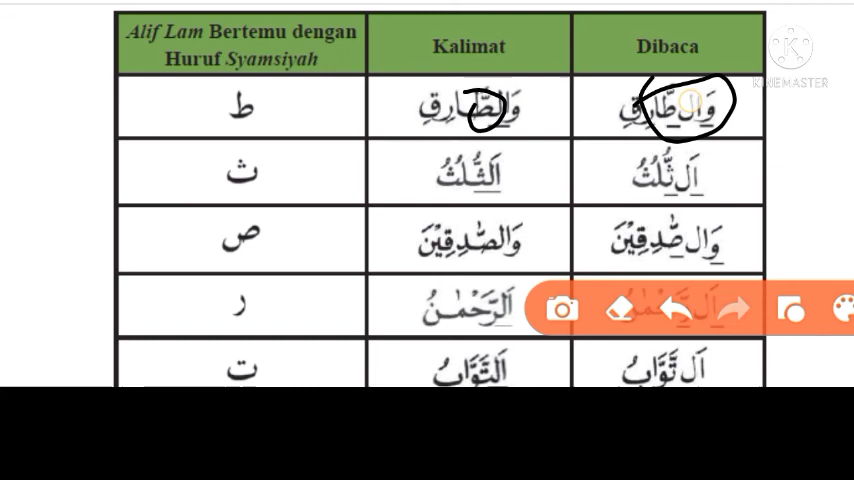 Alif Lam Bertemu dengan
Huruf Syamsiyah
Kalimat
Dibaca
KINEMASTER
ط
وَالطَّارِقِ
وَال طَّارِقِ
ث
اَلثُّلُثُ
اَل ثُّلُثُ
ص
وَالصّٰدِقِيْنَ
وَال صّٰدِقِيْنَ
ر
اَلرَّحْمٰنُ
ت
اَلتَّوَّابُ
اَل تَّوَّابُ